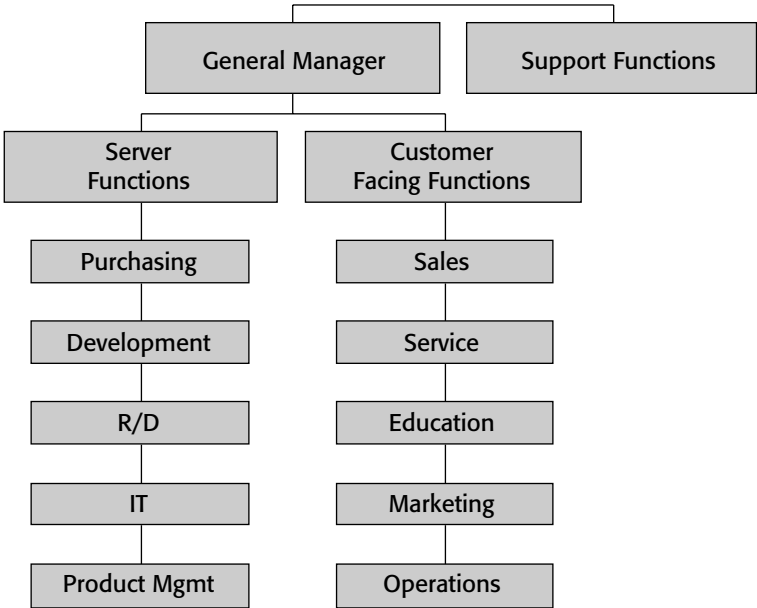 General Manager
Support Functions
Server
Functions
Customer
Facing Functions
Purchasing
Sales
Development
Service
R/D
Education
IT
Marketing
Product Mgmt
Operations